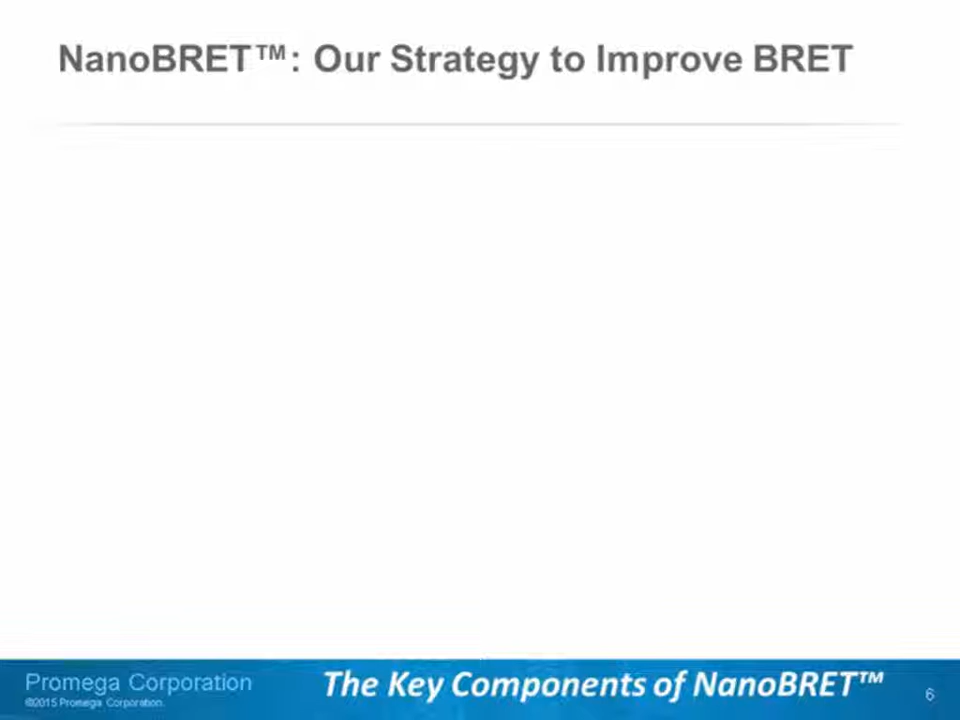 NanoBRET™: Our Strategy to Improve BRET
Promega Corporation
©2015 Promega Corporation.
The Key Components of NanoBRET™
6